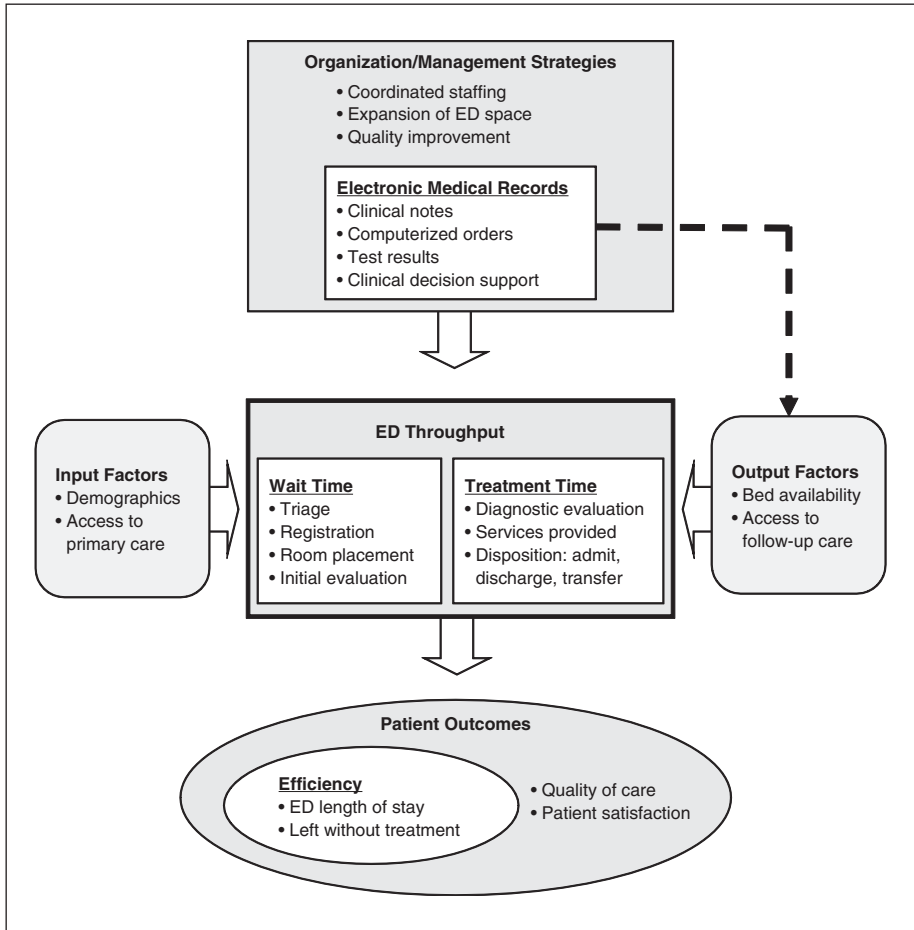 Organization/Management Strategies
• Coordinated staffing
• Expansion of ED space
• Quality improvement
Electronic Medical Records
• Clinical notes
• Computerized orders
• Test results
• Clinical decision support
ED Throughput
Input Factors
• Demographics
• Access to
primary care
Wait Time
• Triage
• Registration
• Room placement
• Initial evaluation
Treatment Time
• Diagnostic evaluation
• Services provided
• Disposition: admit,
discharge, transfer
Output Factors
• Bed availability
• Access to
follow-up care
Patient Outcomes
Efficiency
• ED length of stay
• Left without treatment
• Quality of care
• Patient satisfaction